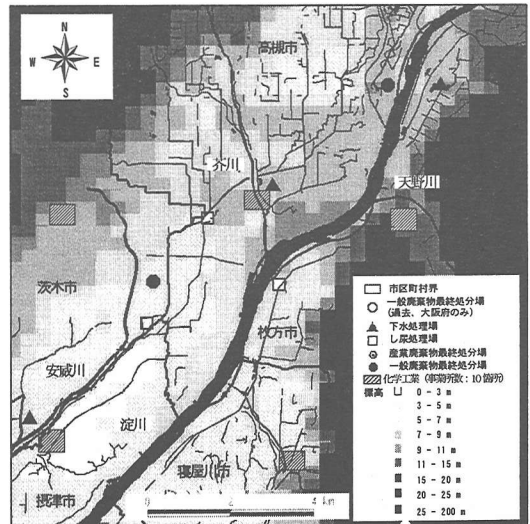 N
W E
S
高槻市
芥川
天野川
茨木市
枚方市
安威川
淀川
寝屋川市
摂津市
0 2 4 km
市区町村界
一般廃棄物最終処分場
(過去、大阪府のみ)
下水処理場
し尿処理場
産業廃棄物最終処分場
一般廃棄物最終処分場
化学工業(事業所数:10箇所)
標高
0 - 3 m
3 - 5 m
5 - 7 m
7 - 9 m
9 - 11 m
11 - 15 m
15 - 20 m
20 - 25 m
25 - 200 m